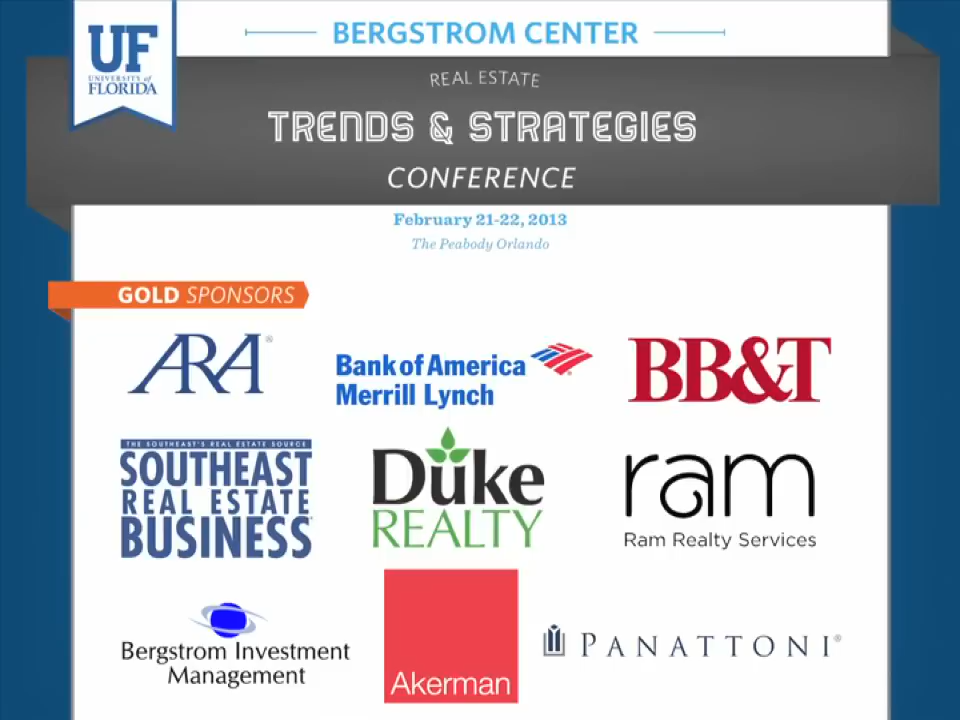 UF
UNIVERSITY of
FLORIDA
BERGSTROM CENTER
REAL ESTATE
TRENDS & STRATEGIES
CONFERENCE
February 21-22, 2013
The Peabody Orlando
GOLD SPONSORS
ARA®
Bank of America
Merrill Lynch
BB&T
THE SOUTHEAST'S REAL ESTATE SOURCE
SOUTHEAST
REAL ESTATE
BUSINESS
Duke
REALTY
ram
Ram Realty Services
Bergstrom Investment
Management
Akerman
PANATTONI®